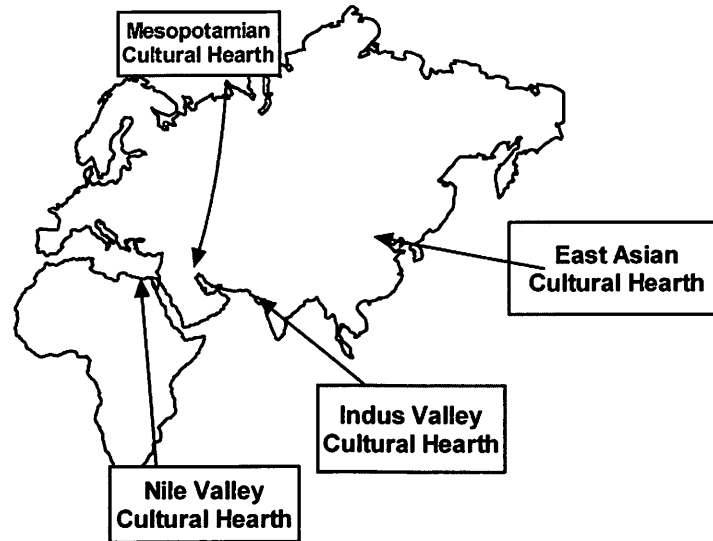 Mesopotamian
Cultural Hearth
East Asian
Cultural Hearth
Indus Valley
Cultural Hearth
Nile Valley
Cultural Hearth